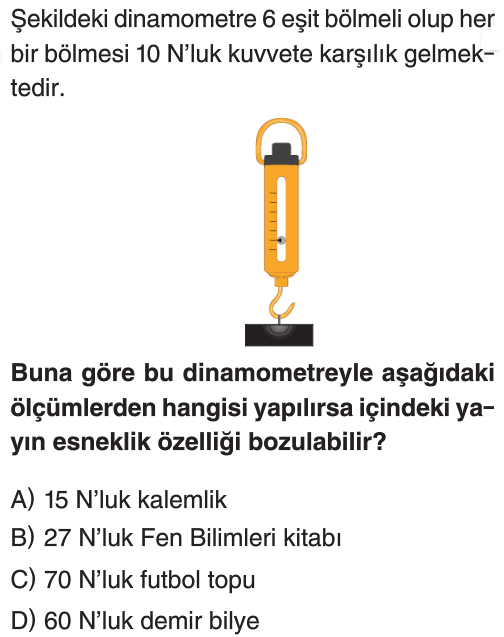 Şekildeki dinamometre 6 eşit bölmeli olup her
bir bölmesi 10 N’luk kuvvete karşılık gelmek-
tedir.
Buna göre bu dinamometreyle aşağıdaki
ölçümlerden hangisi yapılırsa içindeki ya-
yın esneklik özelliği bozulabilir?
A) 15 N’luk kalemlik
B) 27 N’luk Fen Bilimleri kitabı
C) 70 N’luk futbol topu
D) 60 N’luk demir bilye